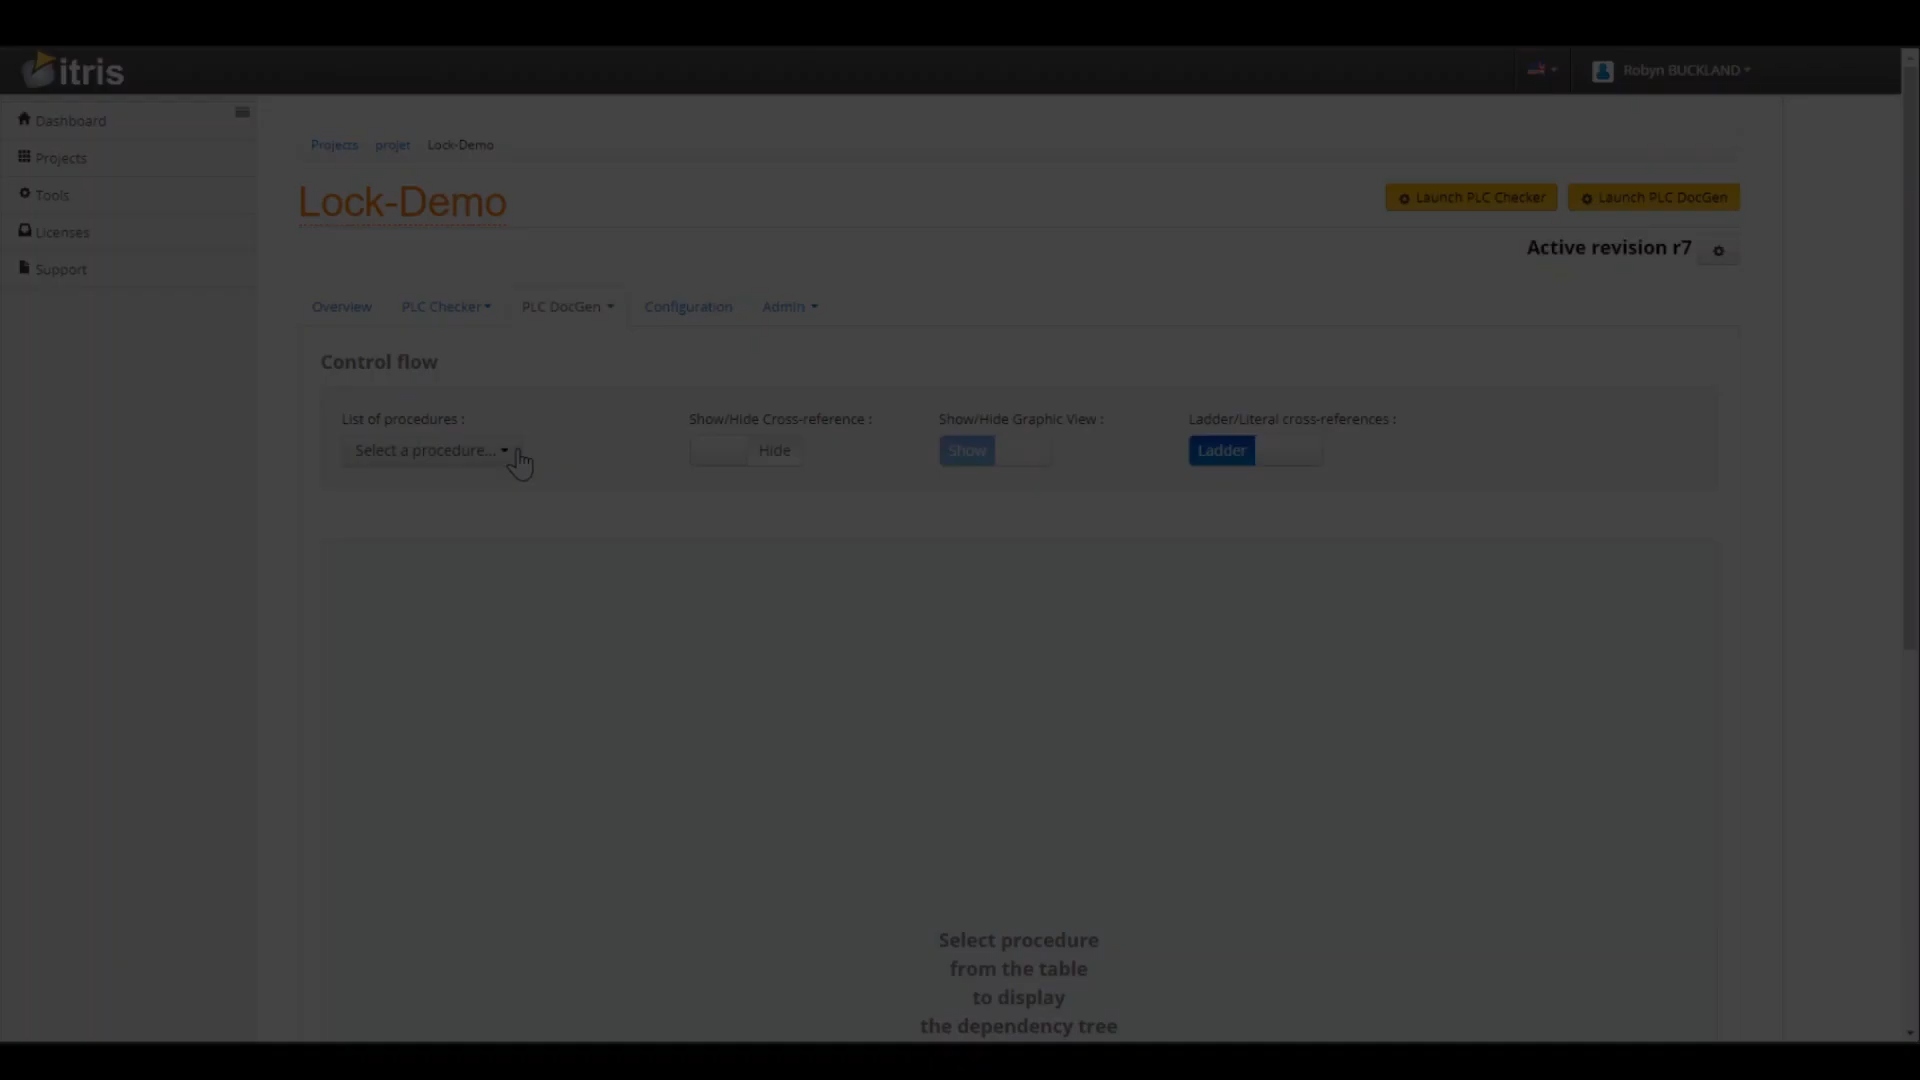 itris
Robyn BUCKLAND
Dashboard
Projects
Tools
Licenses
Support
Projects projet Lock-Demo
Lock-Demo
Launch PLC Checker Launch PLC DocGen
Active revision r7
Overview PLC Checker PLC DocGen Configuration Admin
Control flow
List of procedures : Show/Hide Cross-reference : Show/Hide Graphic View : Ladder/Literal cross-references :
Select a procedure... Hide Show Ladder
Select procedure
from the table
to display
the dependency tree